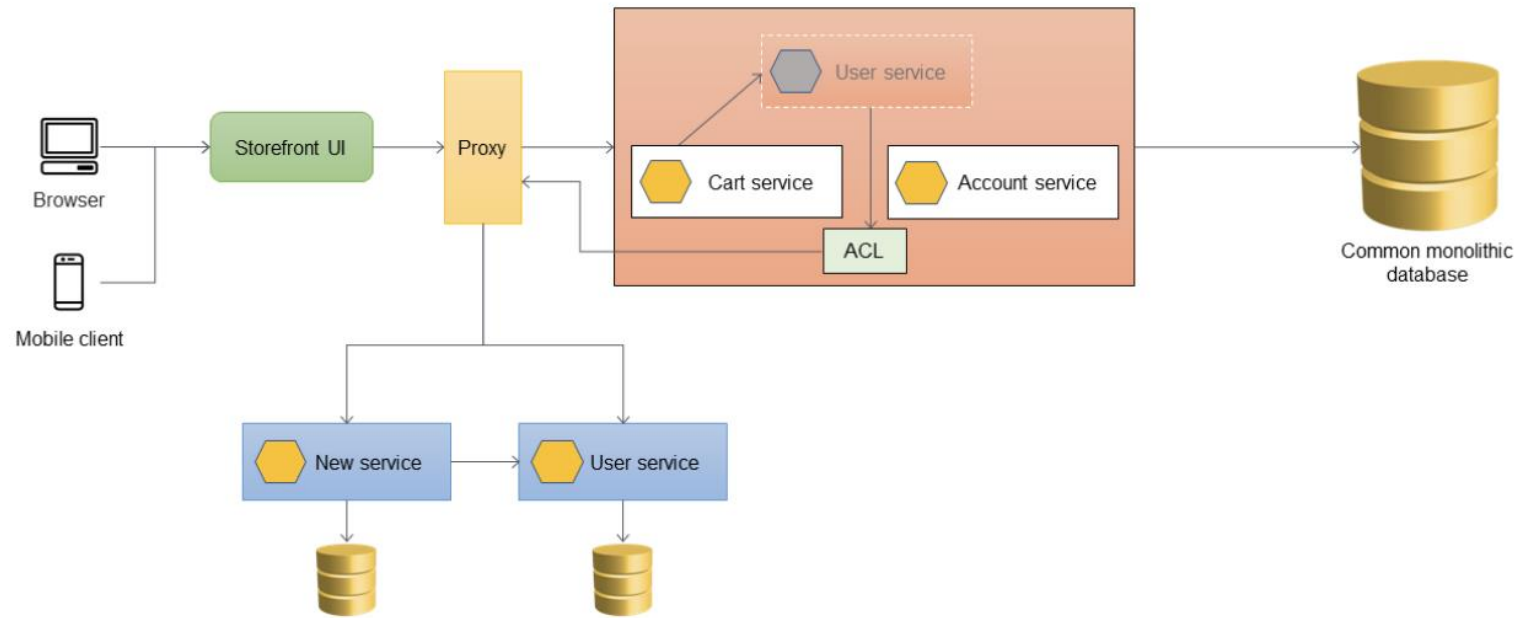 User service
Storefront UI
Proxy
Cart service
Account service
Browser
ACL
Common monolithic
database
Mobile client
New service
User service